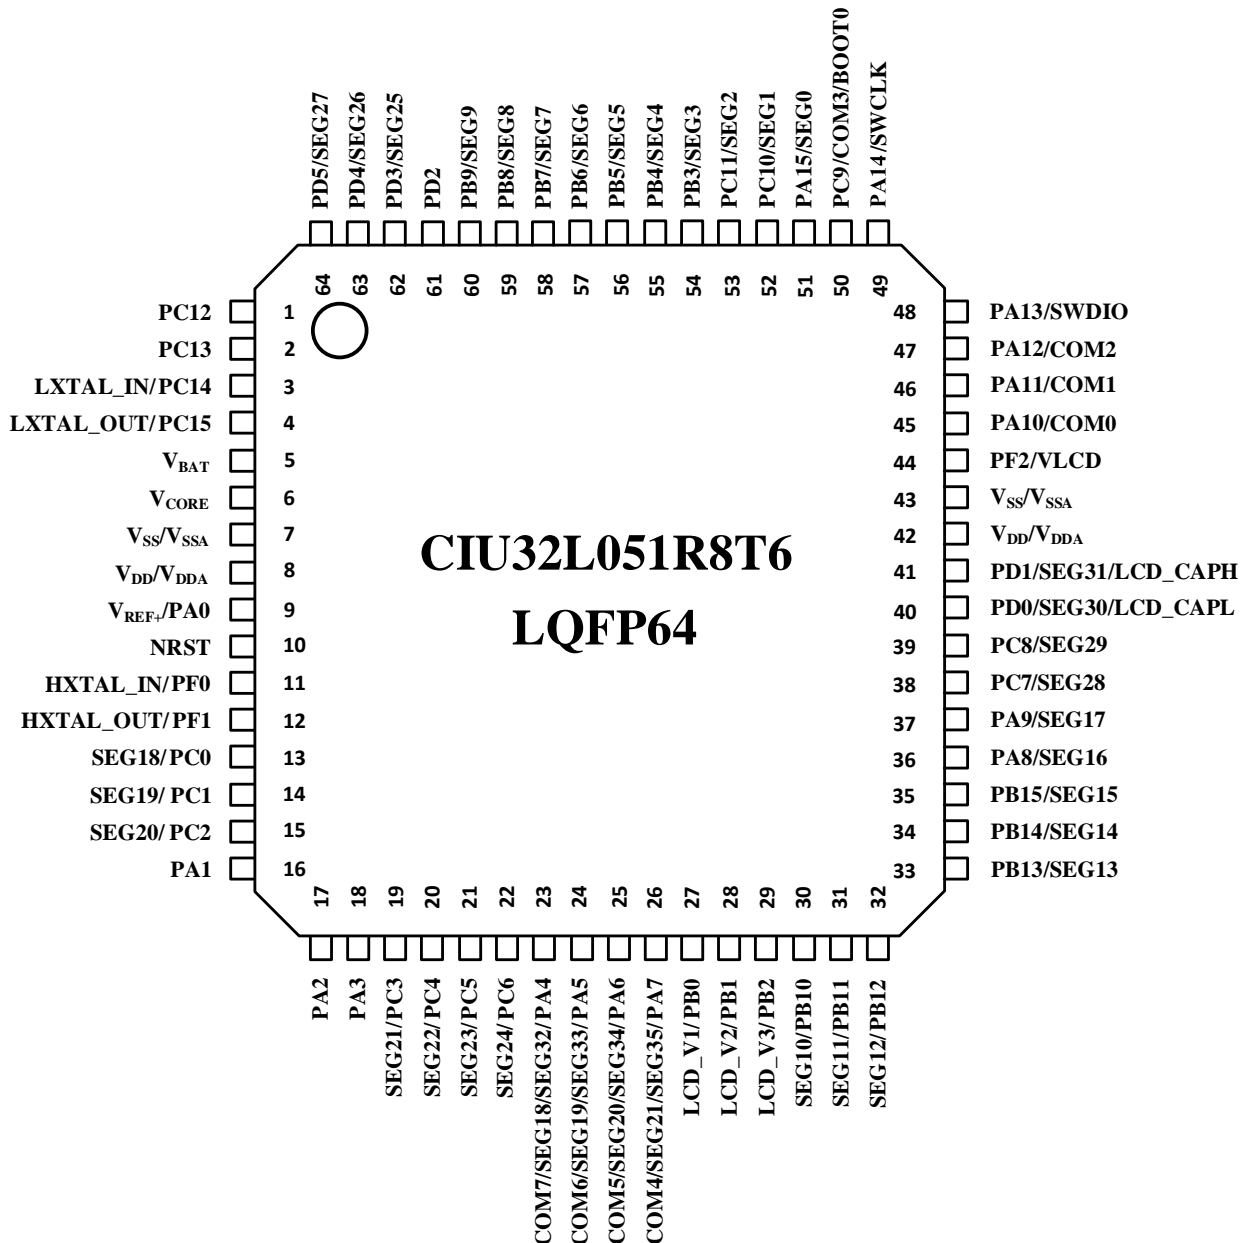 PD5/SEG27
PD4/SEG26
PD3/SEG25
PD2
PB9/SEG9
PB8/SEG8
PB7/SEG7
PB6/SEG6
PB5/SEG5
PB4/SEG4
PB3/SEG3
PC11/SEG2
PC10/SEG1
PA15/SEG0
PC9/COM3/BOOT0
PA14/SWCLK
64
63
62
61
60
59
58
57
56
55
54
53
52
51
50
49
PC12 1
PC13 2
LXTAL_IN/PC14 3
LXTAL_OUT/PC15 4
VBAT 5
VCORE 6
VSS/VSSA 7
VDD/VDDA 8
VREF+/PA0 9
NRST 10
HXTAL_IN/PF0 11
HXTAL_OUT/PF1 12
SEG18/PC0 13
SEG19/ PC1 14
SEG20/ PC2 15
PA1 16
CIU32L051R8T6
LQFP64
48 PA13/SWDIO
47 PA12/COM2
46 PA11/COM1
45 PA10/COM0
44 PF2/VLCD
43 VSS/VSSA
42 VDD/VDDA
41 PD1/SEG31/LCD_CAPH
40 PD0/SEG30/LCD_CAPL
39 PC8/SEG29
38 PC7/SEG28
37 PA9/SEG17
36 PA8/SEG16
35 PB15/SEG15
34 PB14/SEG14
33 PB13/SEG13
17
18
19
20
21
22
23
24
25
26
27
28
29
30
31
32
PA2
PA3
SEG21/PC3
SEG22/ PC4
SEG23/ PC5
SEG24/ PC6
COM7/SEG18/SEG32/PA4
COM6/SEG19/SEG33/PA5
COM5/SEG20/SEG34/PA6
COM4/SEG21/SEG35/PA7
LCD_V1/ PB0
LCD_V2/ PB1
LCD_V3/ PB2
SEG10/PB10
SEG11/PB11
SEG12/PB12